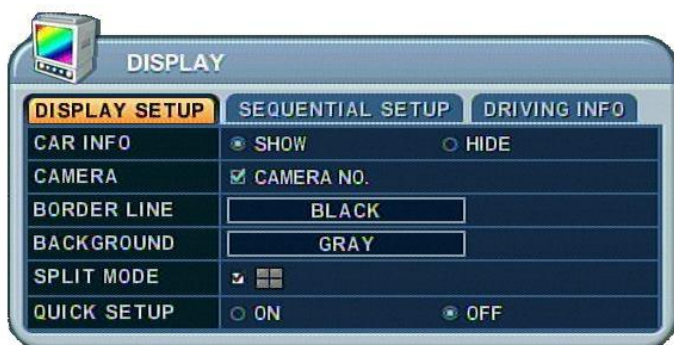 DISPLAY
DISPLAY SETUP SEQUENTIAL SETUP DRIVING INFO
CAR INFO SHOW HIDE
CAMERA CAMERA NO.
BORDER LINE BLACK
BACKGROUND GRAY
SPLIT MODE
QUICK SETUP ON OFF